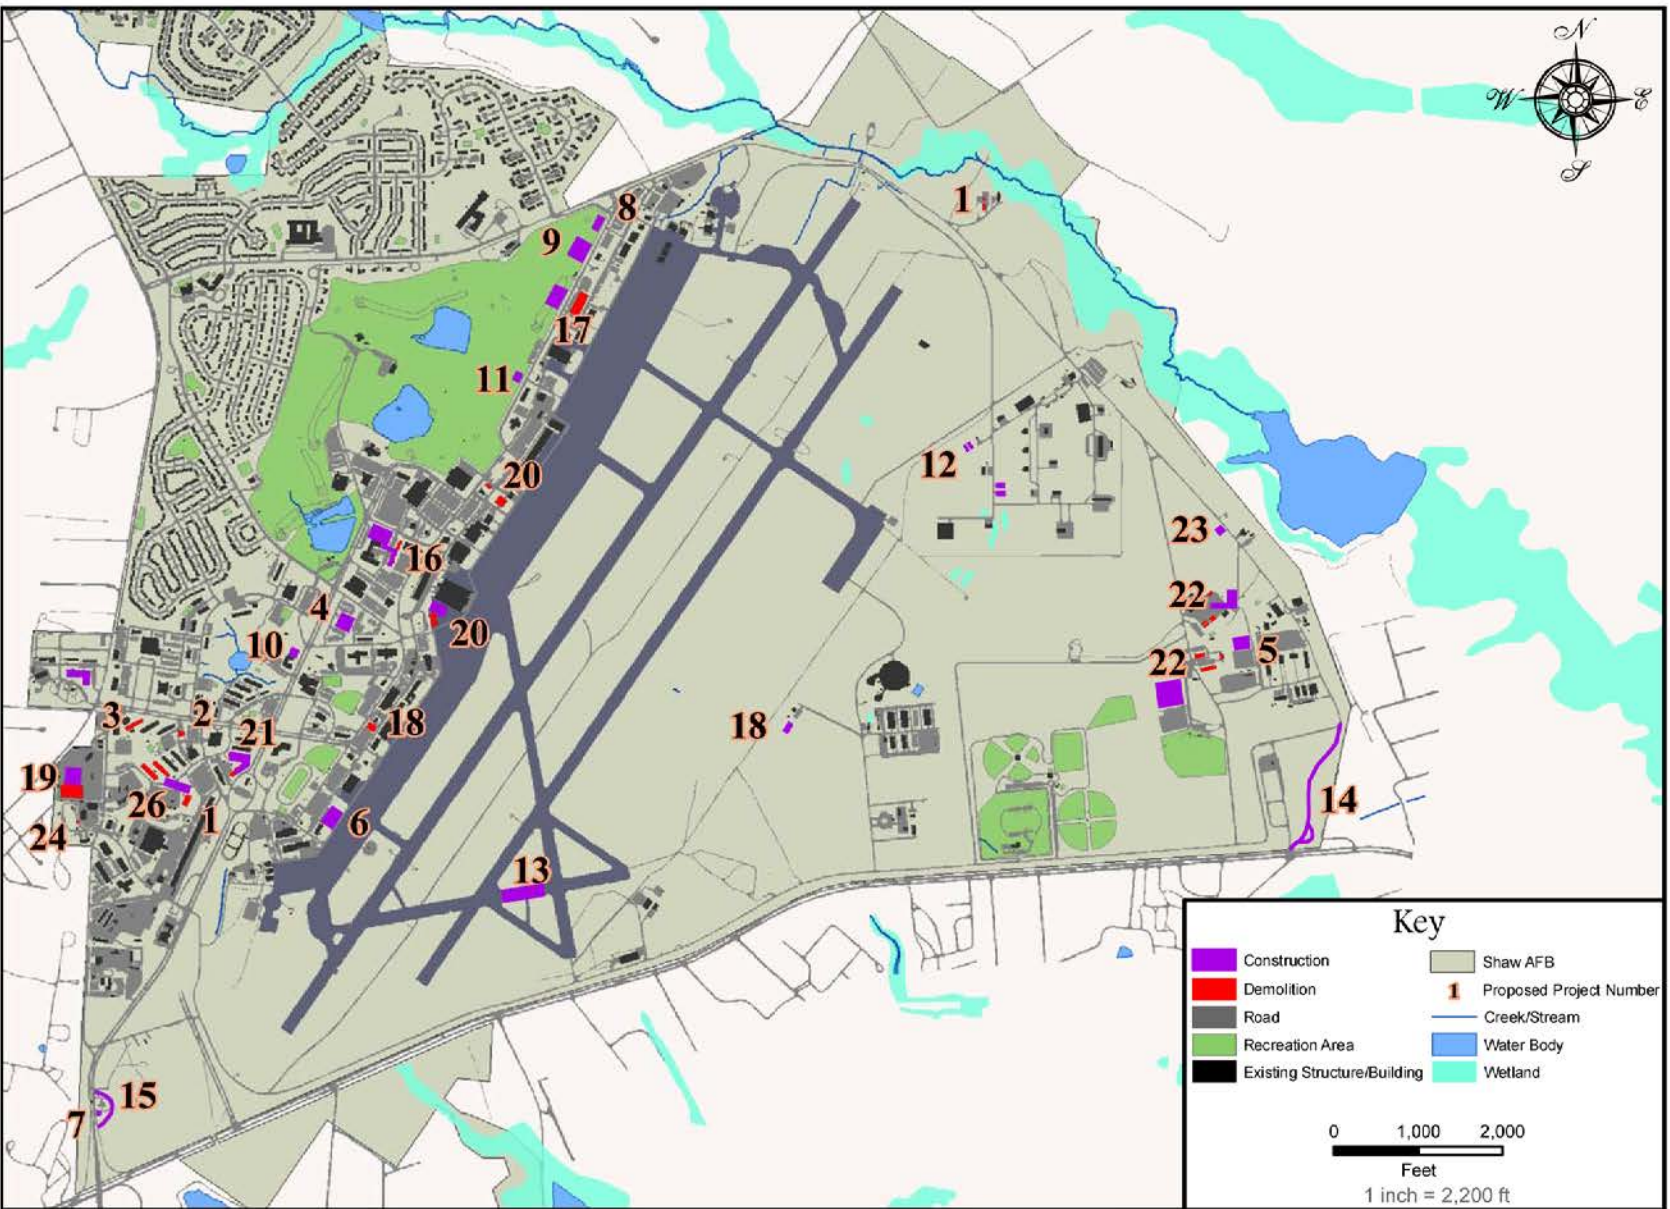 N
W
E
S
1
8
9
17
11
12
20
16
23
4
22
20
10
5
22
3
2
21
18
18
19
26
1
6
14
24
13
15
7
Key
Construction
Demolition
Road
Recreation Area
Existing Structure/Building
Shaw AFB
1 Proposed Project Number
Creek/Stream
Water Body
Wetland
0 1,000 2,000
Feet
1 inch = 2,200 ft